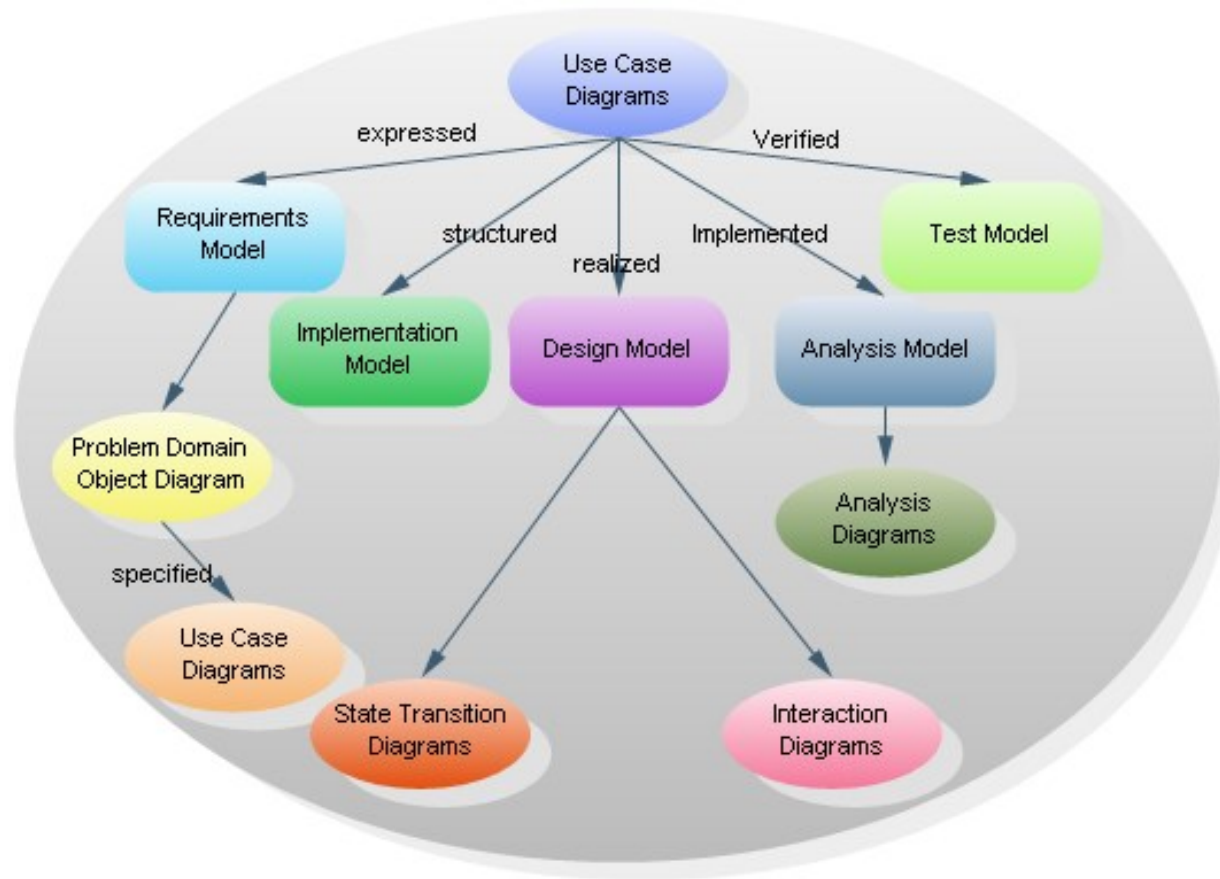 Use Case
Diagrams
expressed
Verified
Requirements
Model
structured
Implemented
Test Model
realized
Implementation
Model
Design Model
Analysis Model
Problem Domain
Object Diagram
Analysis
Diagrams
specified
Use Case
Diagrams
State Transition
Diagrams
Interaction
Diagrams